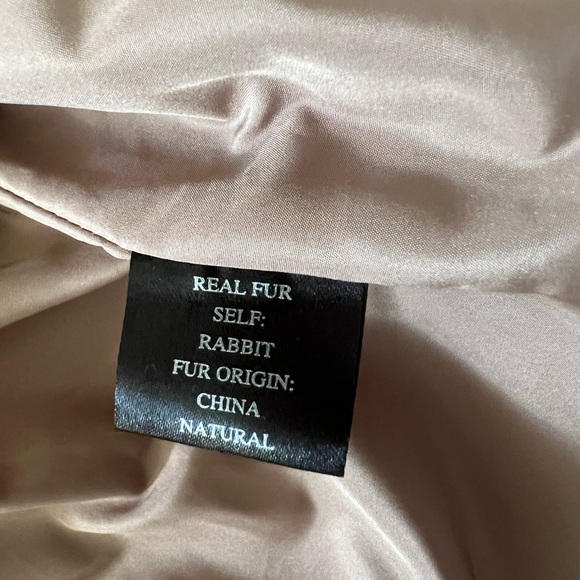 REAL FUR
SELF:
RABBIT
FUR ORIGIN:
CHINA
NATURAL